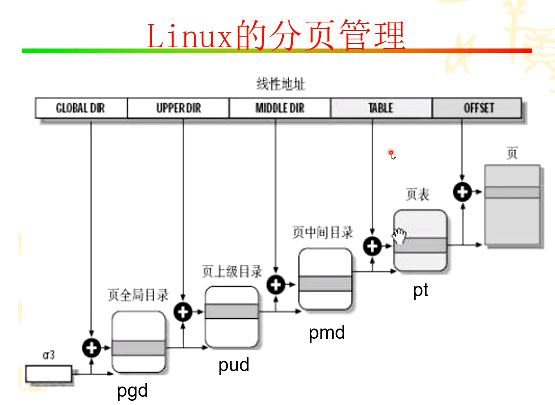 Linux的分页管理
线性地址
GLOBAL DIR UPPER DIR MIDDLE DIR TABLE OFFSET
页
页表
页中间目录
pt
页上级目录
pmd
页全局目录
pud
cr3
pgd